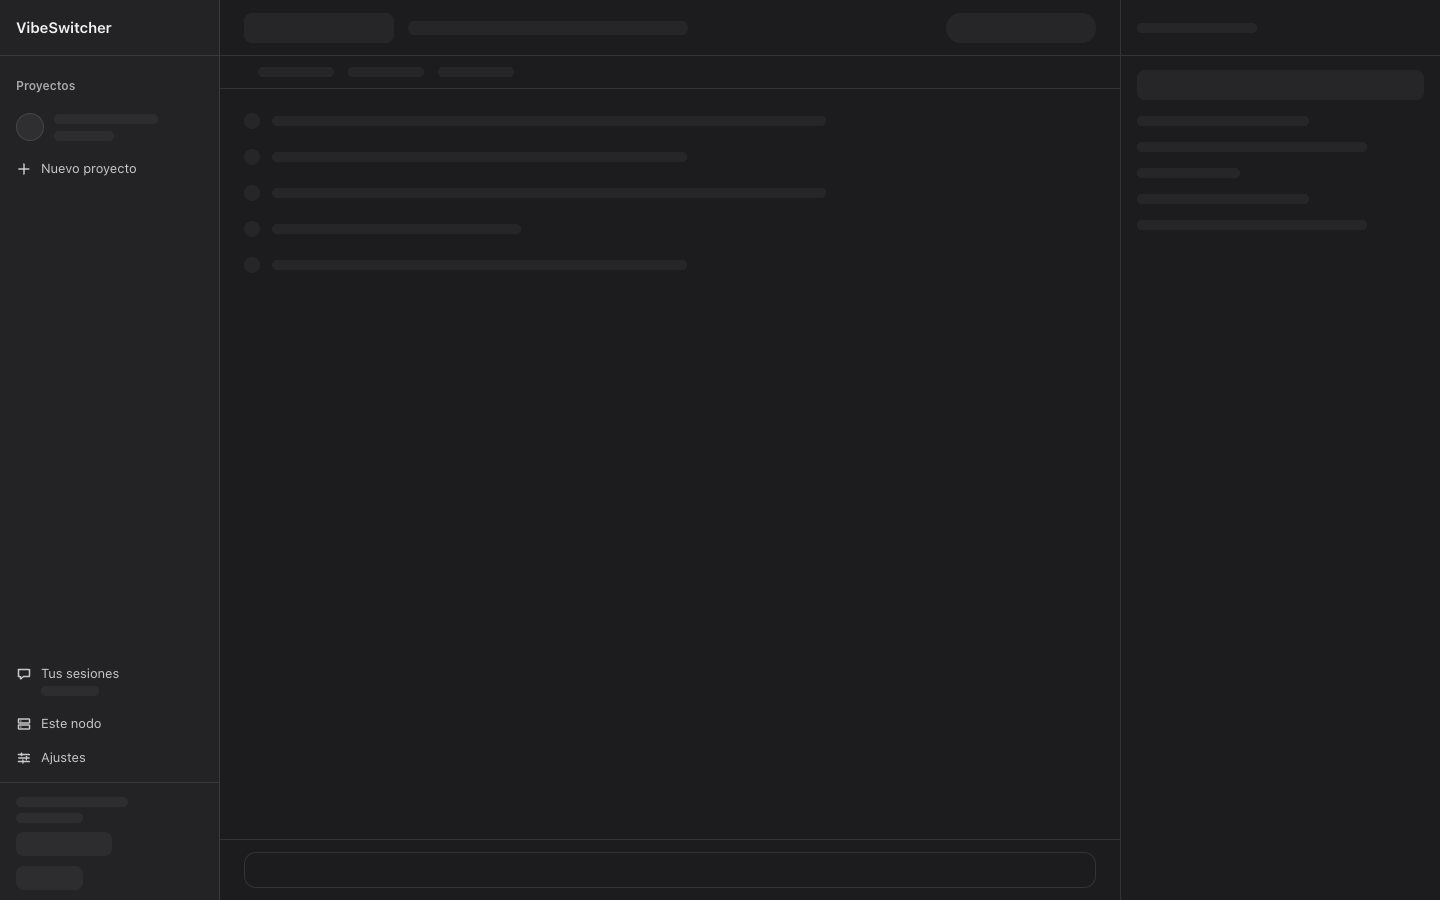 VibeSwitcher
Proyectos
Nuevo proyecto
Tus sesiones
Este nodo
Ajustes